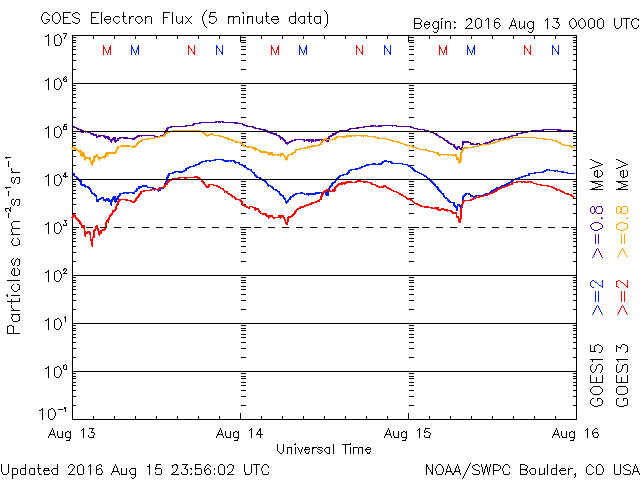 GOES Electron Flux (5 minute data)
Begin: 2016 Aug 13 0000 UTC
M M N N M M N N M M N N
10⁷
10⁶
10⁵
10⁴
10³
10²
10¹
10⁰
10⁻¹
Particles cm⁻²s⁻¹sr⁻¹
Aug 13 Aug 14 Aug 15 Aug 16
Universal Time
GOES15 >=2 >=0.8 MeV
GOES13 >=2 >=0.8 MeV
Updated 2016 Aug 15 23:56:02 UTC
NOAA/SWPC Boulder, CO USA